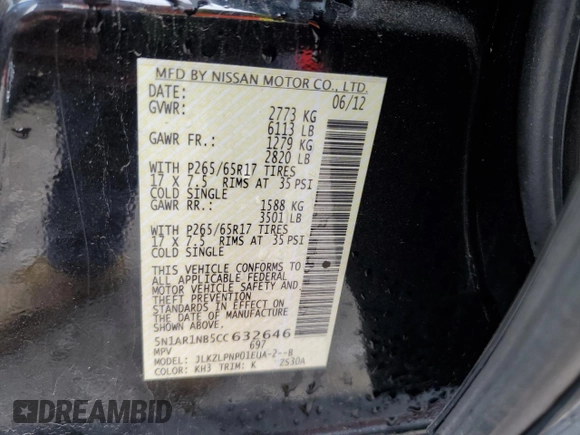 MFD BY NISSAN MOTOR CO., LTD.
DATE: 06/12
GVWR: 2773 KG
6113 LB
GAWR FR.: 1279 KG
2820 LB
WITH P265/65R17 TIRES
17 X 7.5 RIMS AT 35 PSI
COLD SINGLE
GAWR RR.: 1588 KG
3501 LB
WITH P265/65R17 TIRES
17 X 7.5 RIMS AT 35 PSI
COLD SINGLE
THIS VEHICLE CONFORMS TO
ALL APPLICABLE FEDERAL
MOTOR VEHICLE SAFETY AND
THEFT PREVENTION
STANDARDS IN EFFECT ON
THE DATE OF MANUFACTURE
SHOWN ABOVE.
5N1AR1NB5CC632646
MPV 697
MODEL: JLKZLPNP01EUA-2--B
COLOR: KH3 TRIM: K 2S30A
DREAMBID
.COM